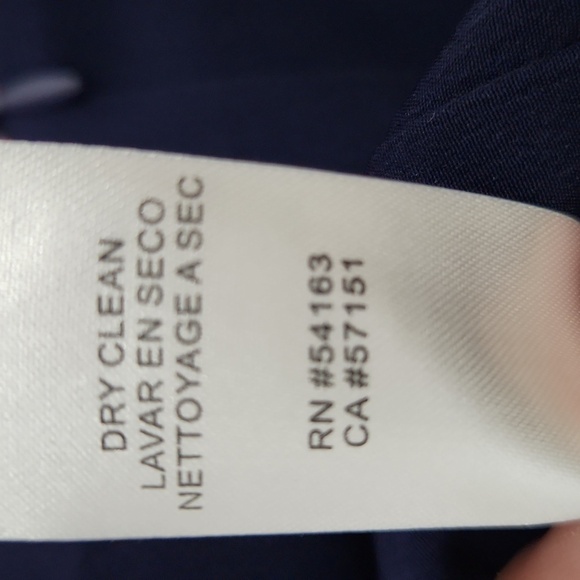 DRY CLEAN
LAVAR EN SECO
NETTOYAGE A SEC
RN #54163
CA #57151